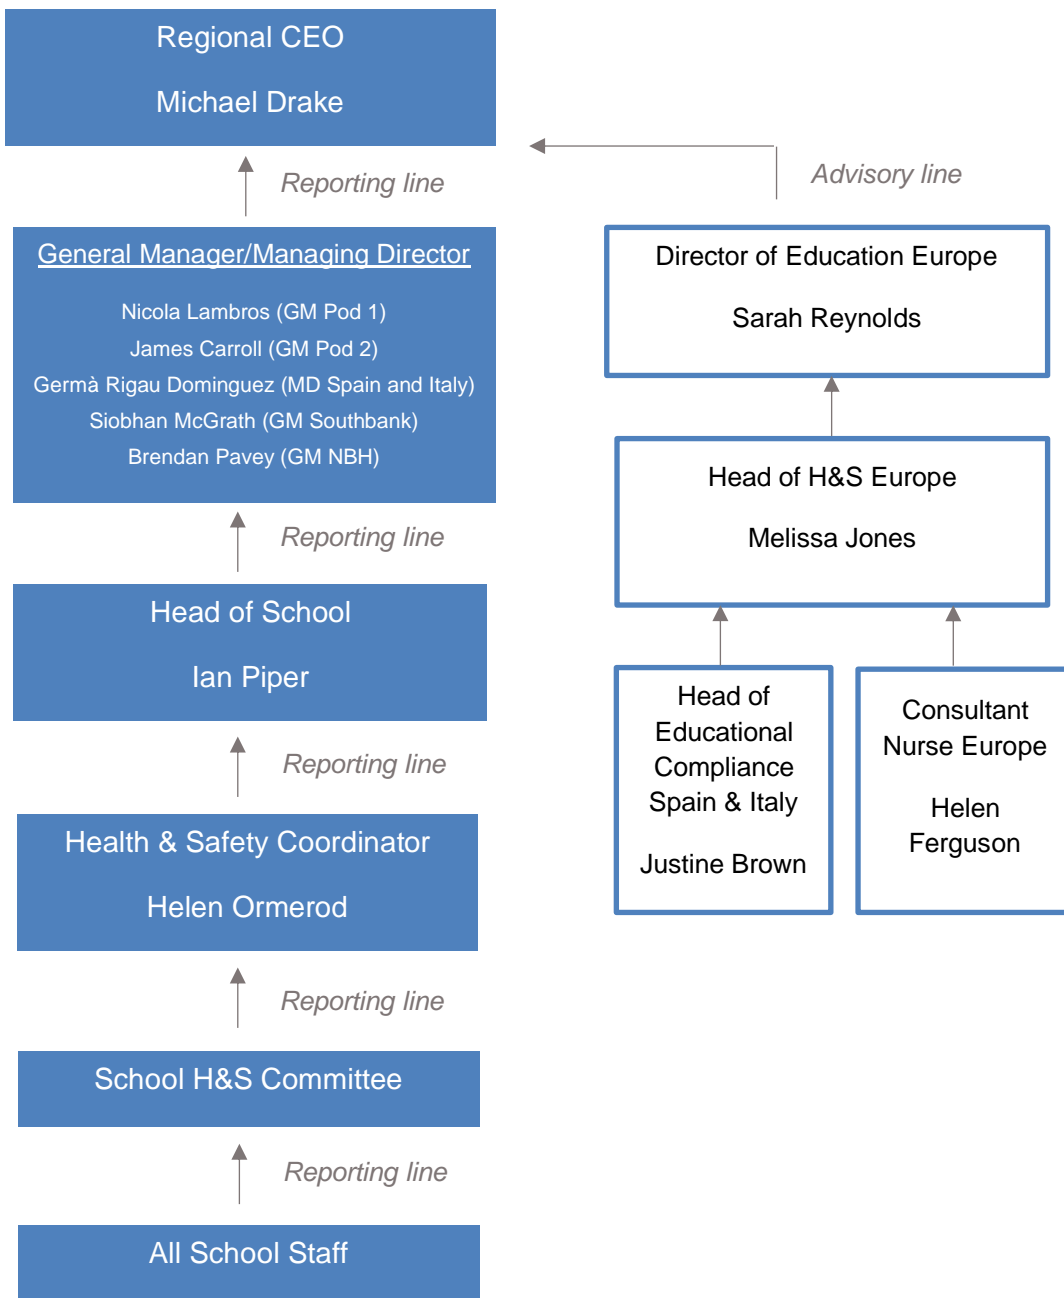 Regional CEO
Michael Drake
Reporting line
Advisory line
General Manager/Managing Director
Nicola Lambros (GM Pod 1)
James Carroll (GM Pod 2)
Germà Rigau Dominguez (MD Spain and Italy)
Siobhan McGrath (GM Southbank)
Brendan Pavey (GM NBH)
Director of Education Europe
Sarah Reynolds
Head of H&S Europe
Melissa Jones
Reporting line
Head of School
Ian Piper
Head of
Educational
Compliance
Spain & Italy
Justine Brown
Consultant
Nurse Europe
Helen
Ferguson
Reporting line
Health & Safety Coordinator
Helen Ormerod
Reporting line
School H&S Committee
Reporting line
All School Staff